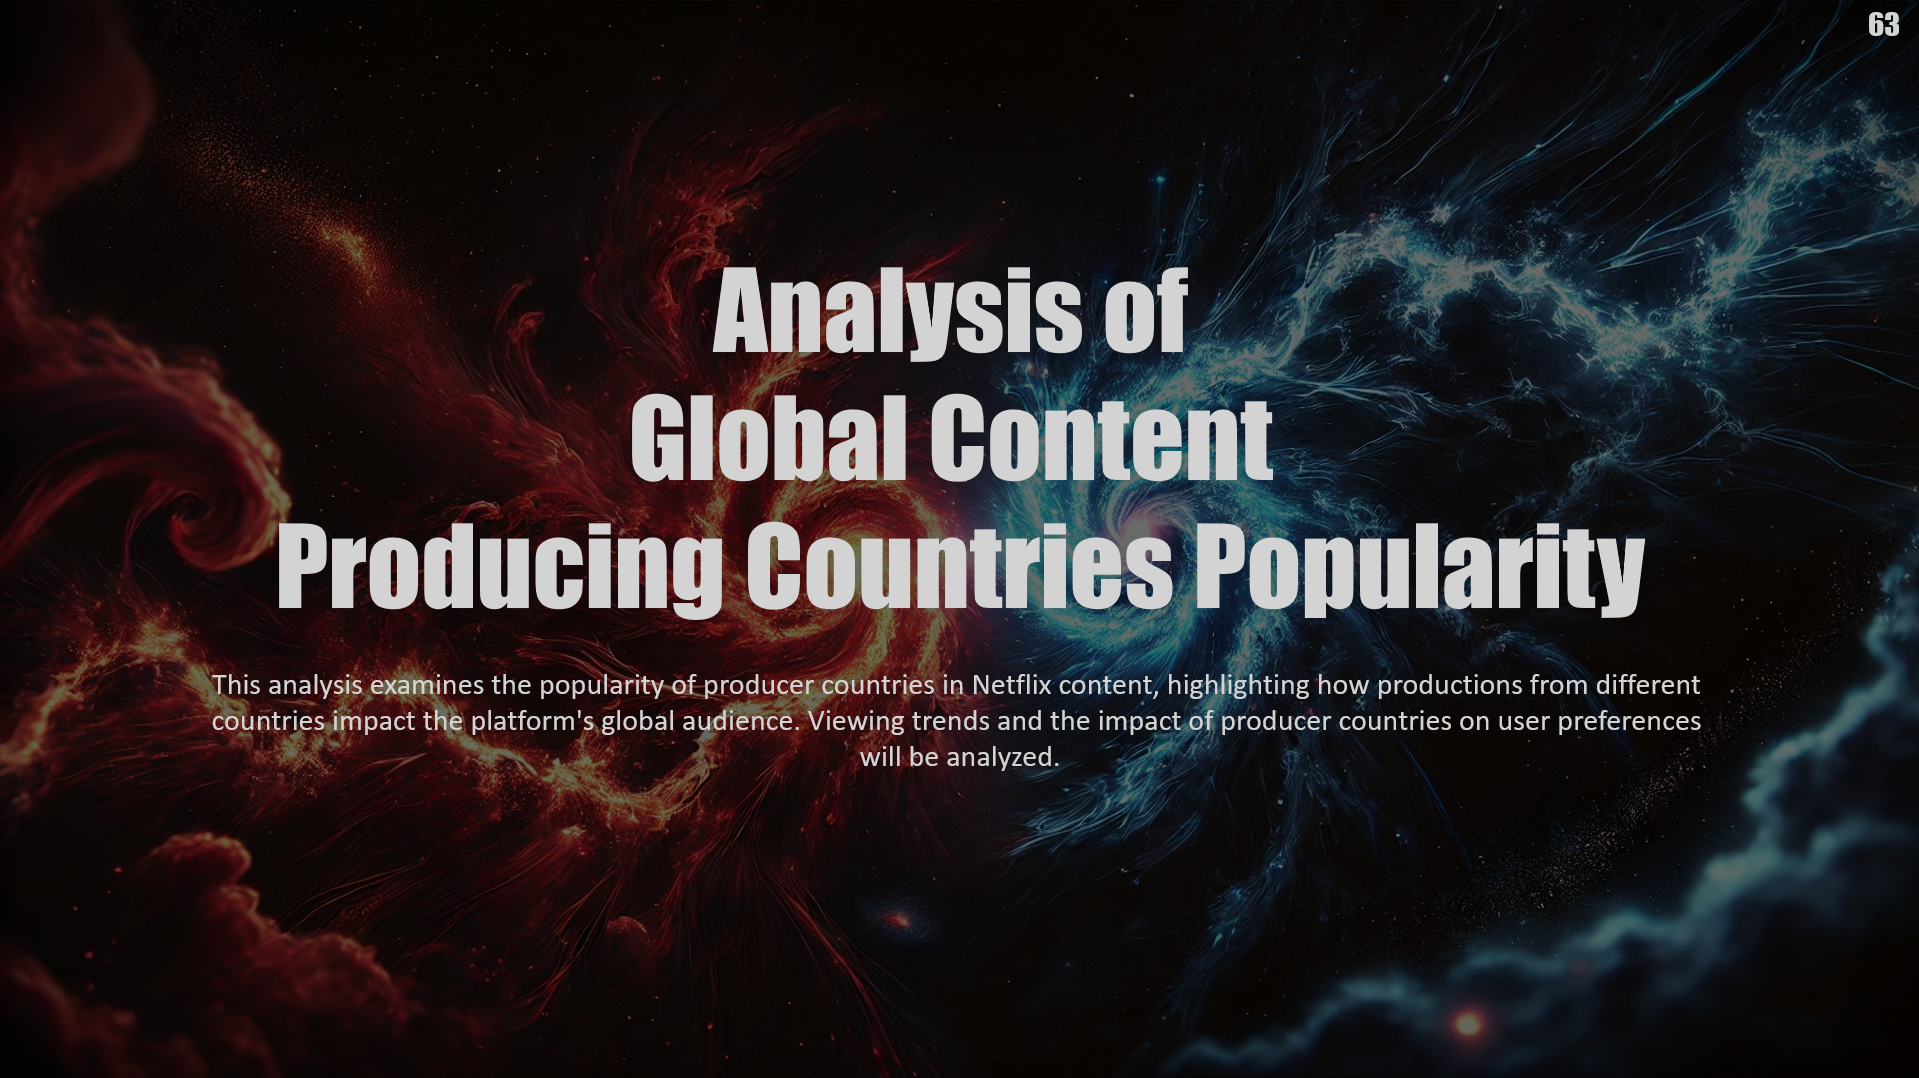 63
Analysis of
Global Content
Producing Countries Popularity
This analysis examines the popularity of producer countries in Netflix content, highlighting how productions from different
countries impact the platform's global audience. Viewing trends and the impact of producer countries on user preferences
will be analyzed.